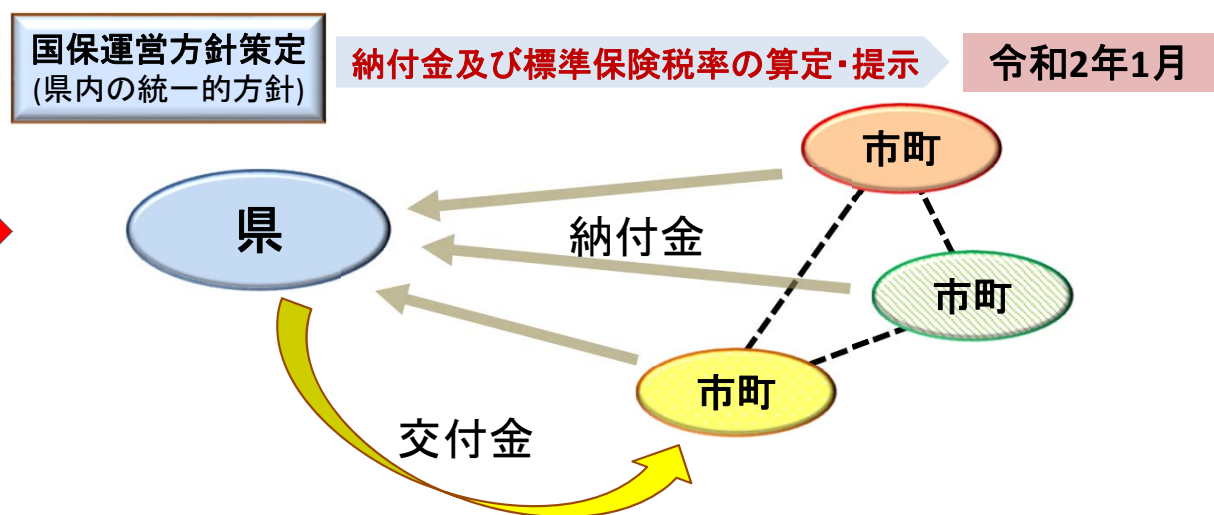 国保運営方針策定
(県内の統一的方針)
納付金及び標準保険税率の算定・提示
令和2年1月
市町
県
納付金
市町
市町
交付金